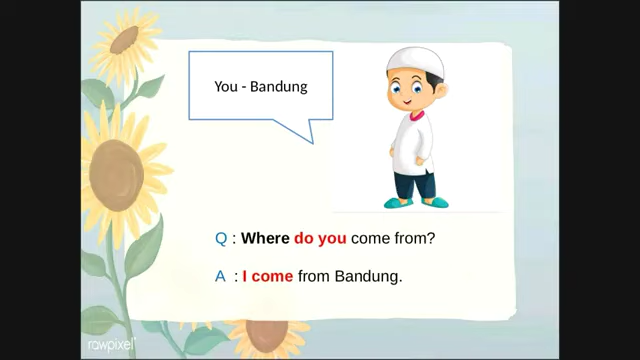 You - Bandung
Q : Where do you come from?
A : I come from Bandung.
rawpixel